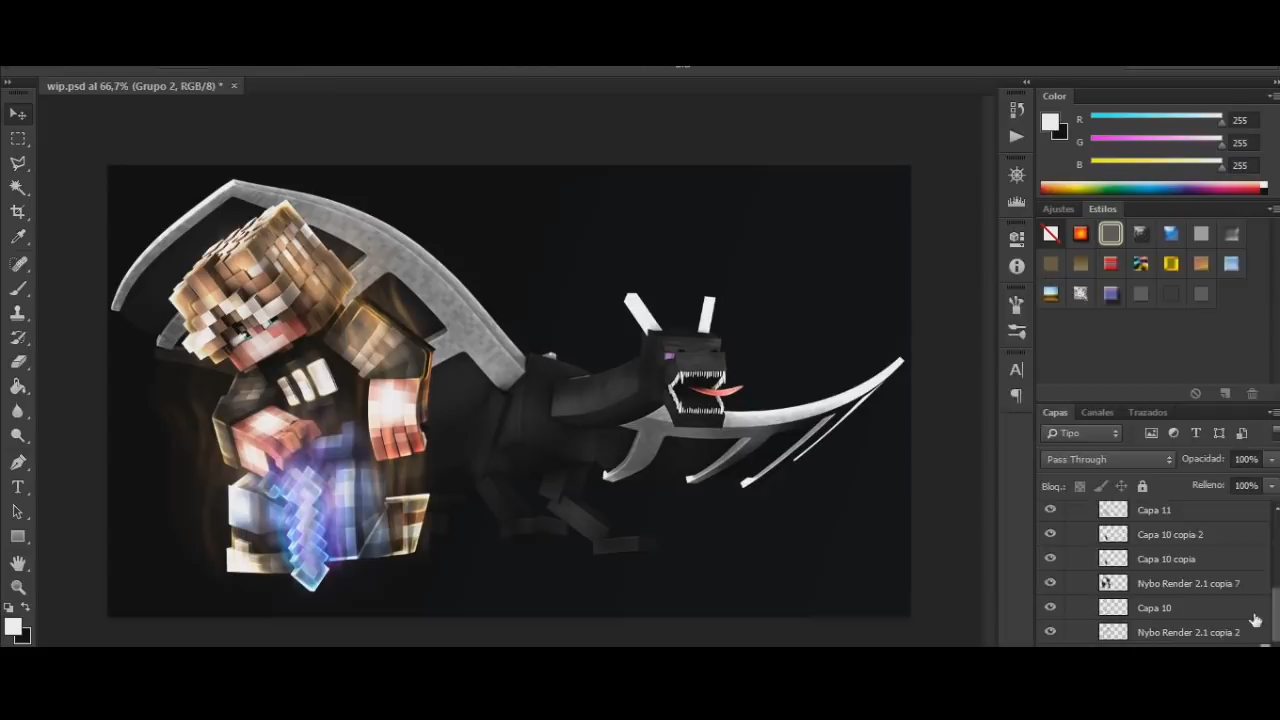 wip.psd al 66,7% (Grupo 2, RGB/8) * ×
Color
R 255
G 255
B 255
Ajustes Estilos
Capas Canales Trazados
Tipo
Pass Through Opacidad: 100%
Bloq.: Relleno: 100%
Capa 11
Capa 10 copia 2
Capa 10 copia
Nybo Render 2.1 copia 7
Capa 10
Nybo Render 2.1 copia 2